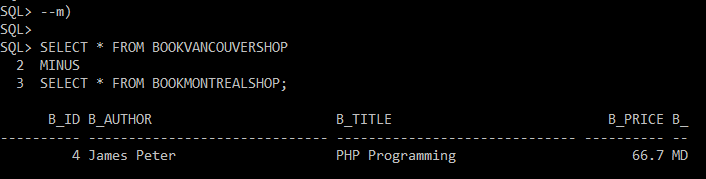 SQL> --m)
SQL>
SQL> SELECT * FROM BOOKVANCOUVERSHOP
  2  MINUS
  3  SELECT * FROM BOOKMONTREALSHOP;
      B_ID B_AUTHOR                      B_TITLE                           B_PRICE B_
---------- ----------------------------- ----------------------------- ---------- --
         4 James Peter                   PHP Programming                      66.7 MD